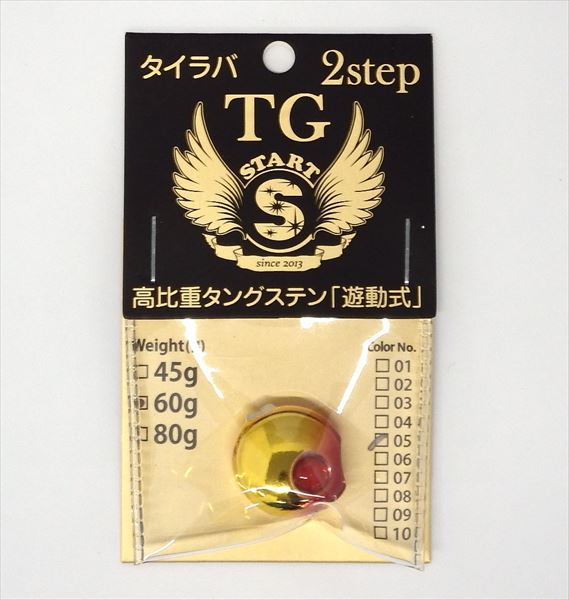 タイラバ 2step
TG
START
S
since 2013
高比重タングステン「遊動式」
Weight(g)
45g
60g
80g
Color No.
01
02
03
04
05
06
07
08
09
10